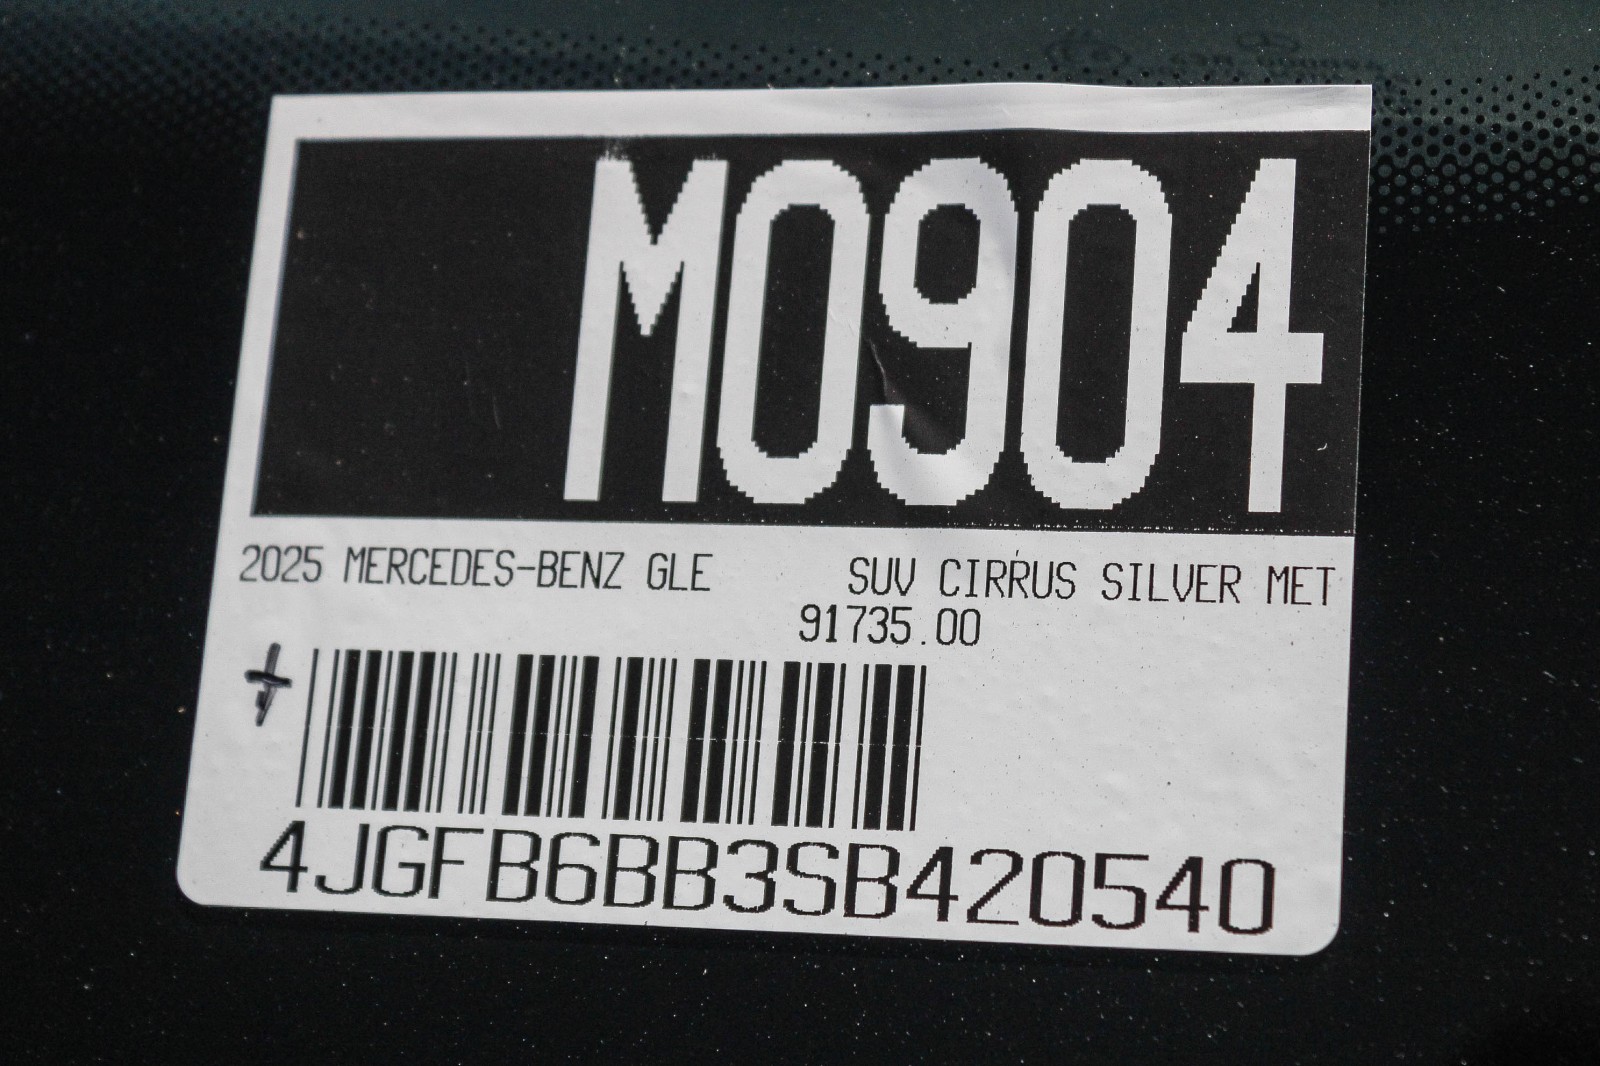 M0904
2025 MERCEDES-BENZ GLE SUV CIRRUS SILVER MET
91735.00
4JGFB6BB3SB420540